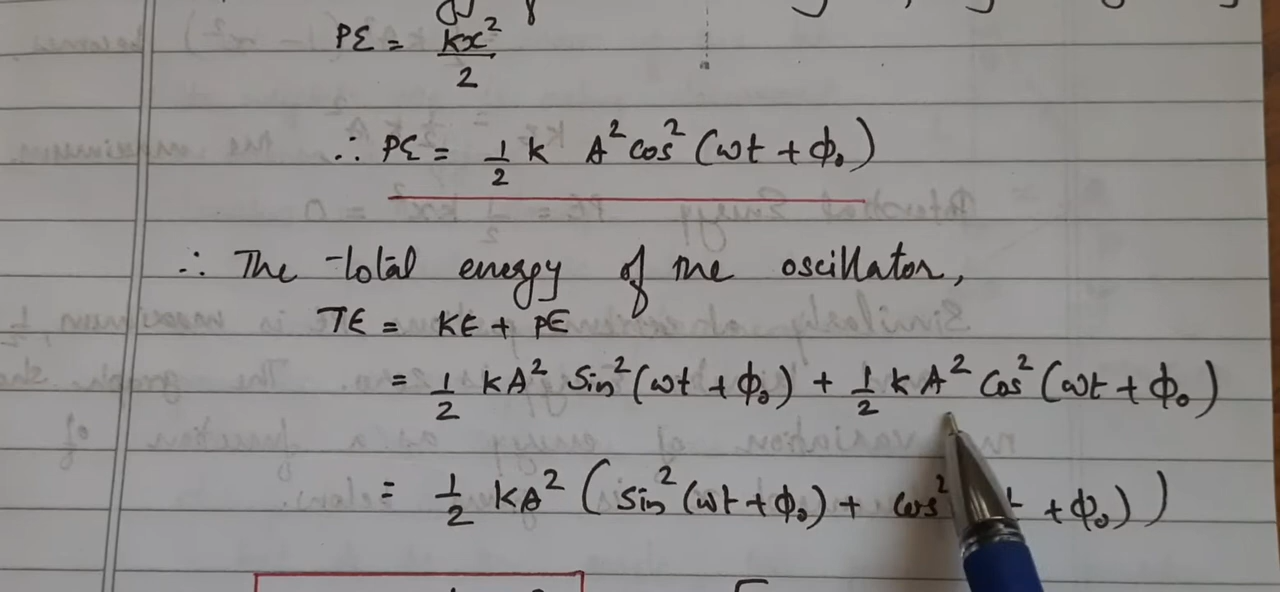 PE = kx²/2
∴ PE = 1/2 k A² cos² (ωt + ϕ₀)
∴ The total energy of the oscillator,
TE = KE + PE
= 1/2 kA² Sin² (ωt + ϕ₀) + 1/2 k A² Cos² (ωt + ϕ₀)
= 1/2 kA² (Sin² (ωt + ϕ₀) + Cos² t + ϕ₀))